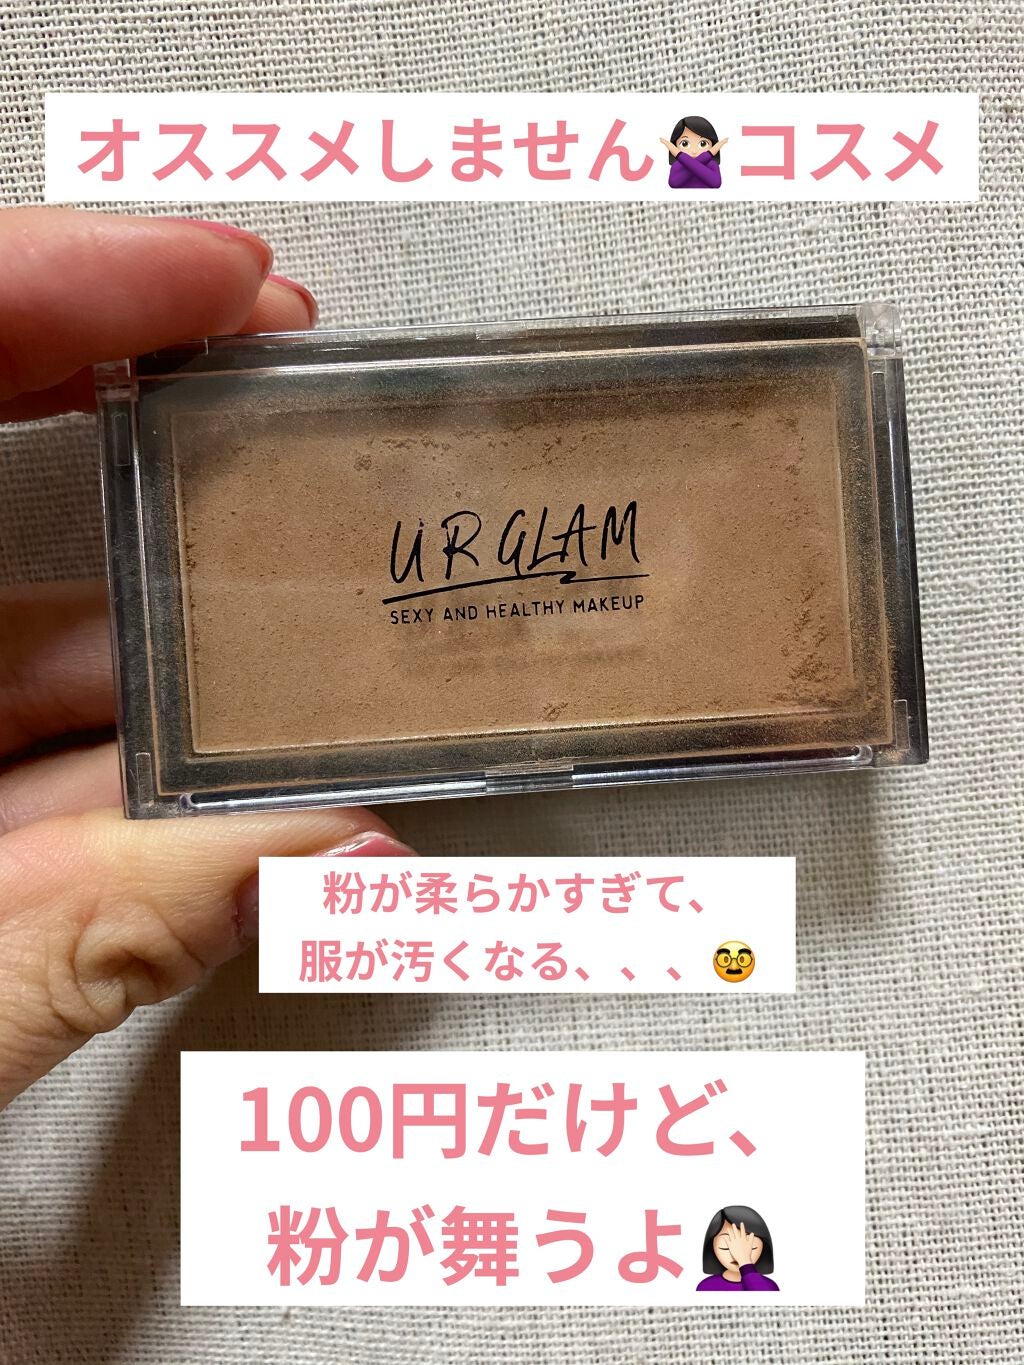 オススメしません🙅🏻‍♀️コスメ
UR GLAM
SEXY AND HEALTHY MAKEUP
粉が柔らかすぎて、
服が汚くなる、、、🥸
100円だけど、
粉が舞うよ🤦🏻‍♀️